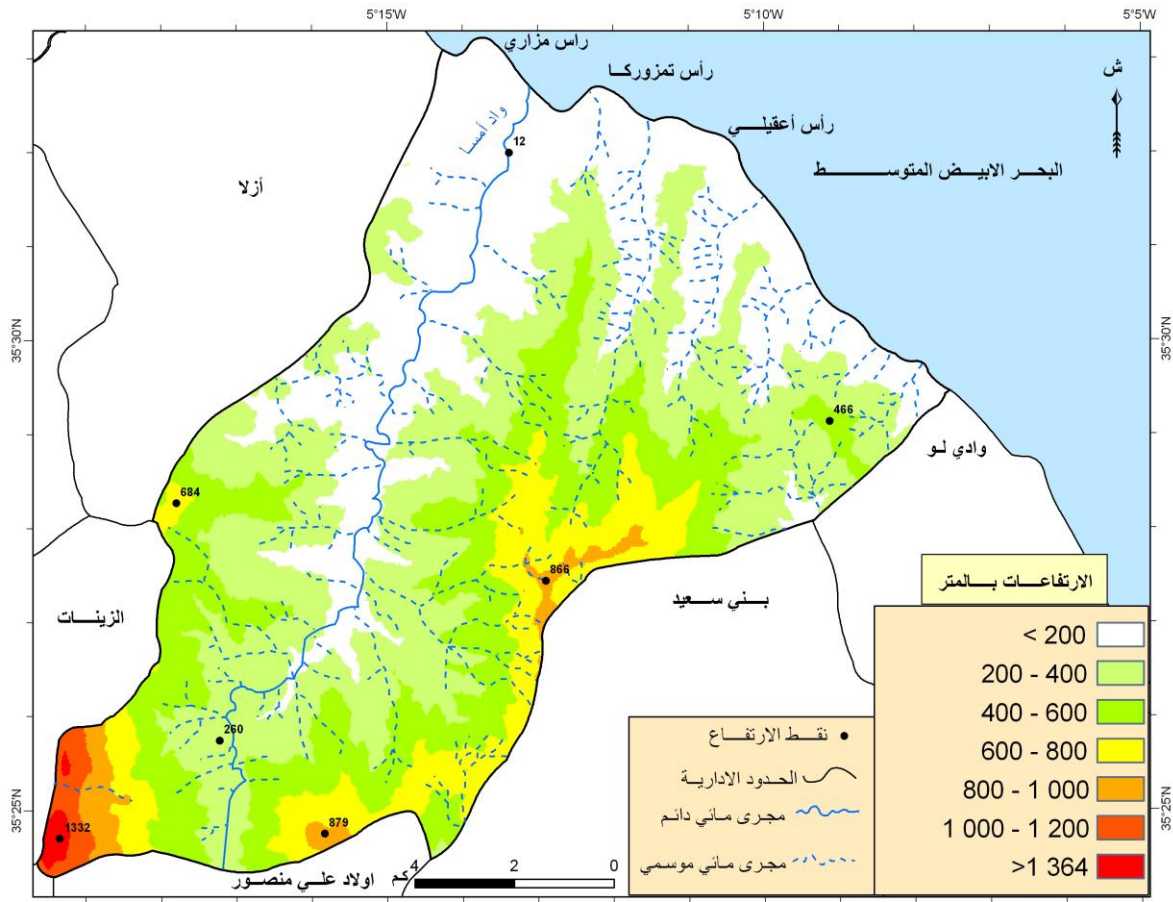 5°15'W
5°10'W
5°5'W
راس مزاري
رأس تمزوركا
رأس أعقيلي
ش
البحر الابيض المتوسط
واد أمسا
12
أزلا
35°30'N
35°30'N
466
وادي لو
684
866
بني سعيد
الزينات
260
35°25'N
35°25'N
879
1332
اولاد علي منصور
كم 4 2 0
الارتفاعات بالمتر
< 200
200 - 400
400 - 600
600 - 800
800 - 1 000
1 000 - 1 200
>1 364
نقط الارتفاع
الحدود الادارية
مجرى مائي دائم
مجرى مائي موسمي